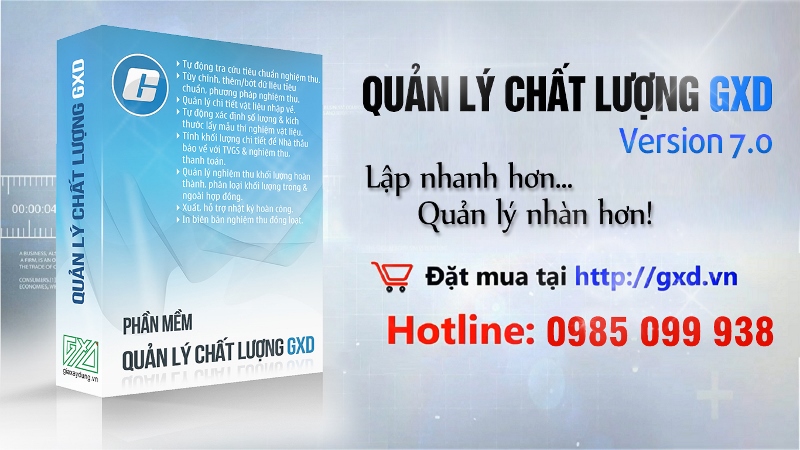 QUẢN LÝ CHẤT LƯỢNG GXD
C
Tự động tra cứu tiêu chuẩn nghiệm thu.
Tùy chỉnh, thêm/bớt dữ liệu tiêu
chuẩn, phương pháp nghiệm thu.
Quản lý chi tiết vật liệu nhập về.
Tự động xác định số lượng & kích
thước lấy mẫu thí nghiệm vật liệu.
Tính khối lượng chi tiết để Nhà thầu
bảo vệ với TVGS & nghiệm thu,
thanh toán.
Quản lý nghiệm thu khối lượng hoàn
thành, phân loại khối lượng trong &
ngoài hợp đồng.
Xuất, hỗ trợ nhật ký hoàn công.
In biên bản nghiệm thu đồng loạt.
PHẦN MỀM
QUẢN LÝ CHẤT LƯỢNG GXD
GXD
giaxaydung.vn
00:00:04
QUẢN LÝ CHẤT LƯỢNG GXD
Version 7.0
Lập nhanh hơn...
Quản lý nhàn hơn!
Đặt mua tại http://gxd.vn
Hotline: 0985 099 938